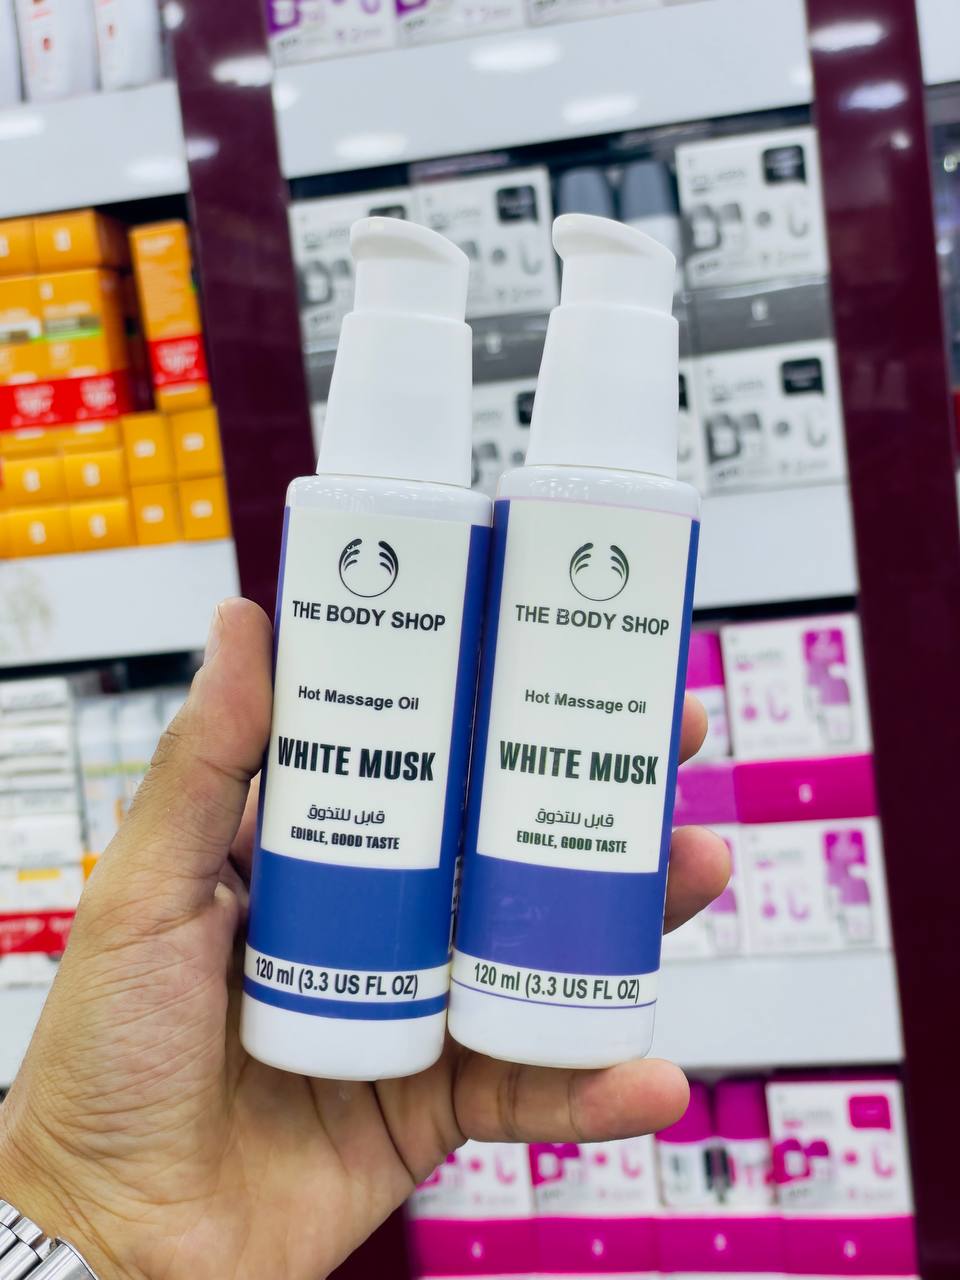 THE BODY SHOP
Hot Massage Oil
WHITE MUSK
قابل للتذوق
EDIBLE, GOOD TASTE
120 ml (3.3 US FL OZ)
THE BODY SHOP
Hot Massage Oil
WHITE MUSK
قابل للتذوق
EDIBLE, GOOD TASTE
120 ml (3.3 US FL OZ)